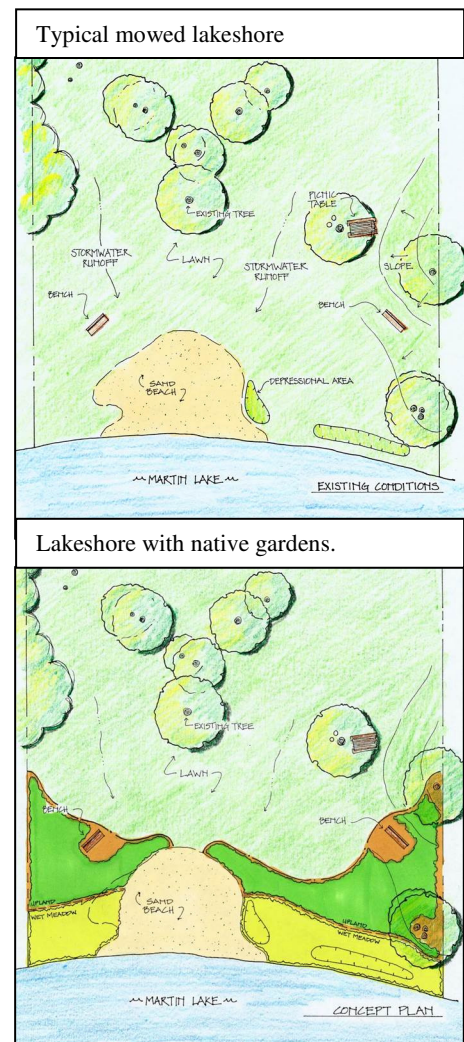 Typical mowed lakeshore
PICNIC
TABLE
EXISTING TREE
STORMWATER
RUNOFF
LAWN
STORMWATER
RUNOFF
SLOPE
BENCH
BENCH
SAND
BEACH
DEPRESSIONAL AREA
~MARTIN LAKE~
EXISTING CONDITIONS
Lakeshore with native gardens.
EXISTING TREE
LAWN
BENCH
BENCH
SAND
BEACH
UPLAND
WET MEADOW
UPLAND
WET MEADOW
~MARTIN LAKE~
CONCEPT PLAN